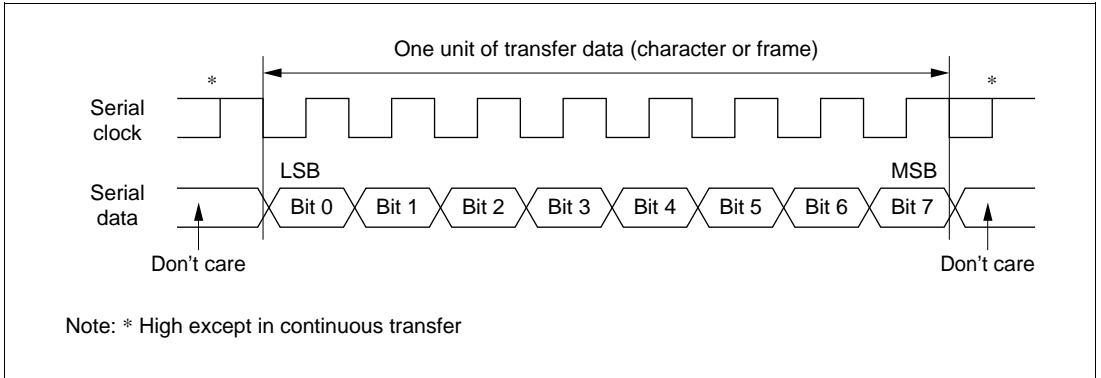 One unit of transfer data (character or frame)
* *
Serial
clock
LSB MSB
Serial
data
Bit 0 Bit 1 Bit 2 Bit 3 Bit 4 Bit 5 Bit 6 Bit 7
Don't care Don't care
Note: * High except in continuous transfer